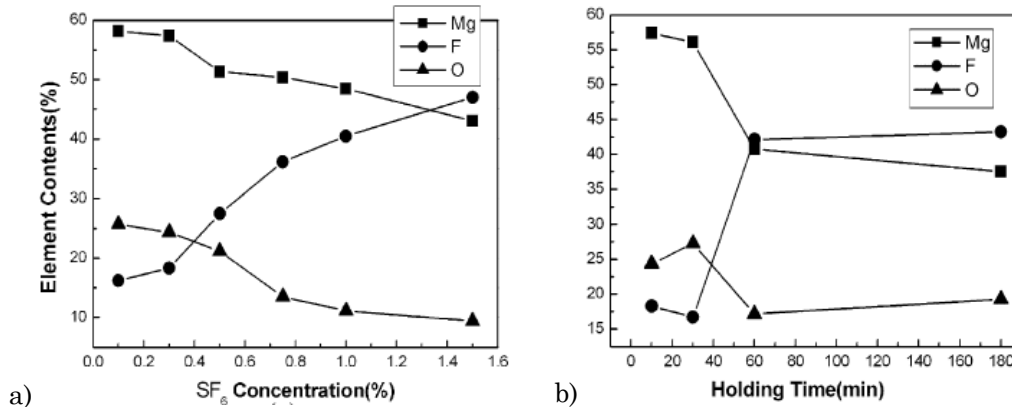 60
50
40
30
20
10
Element Contents(%)
Mg
F
O
0.0 0.2 0.4 0.6 0.8 1.0 1.2 1.4 1.6
SF6 Concentration(%)
a)
60
55
50
45
40
35
30
25
20
15
Mg
F
O
0 20 40 60 80 100 120 140 160 180
Holding Time(min)
b)